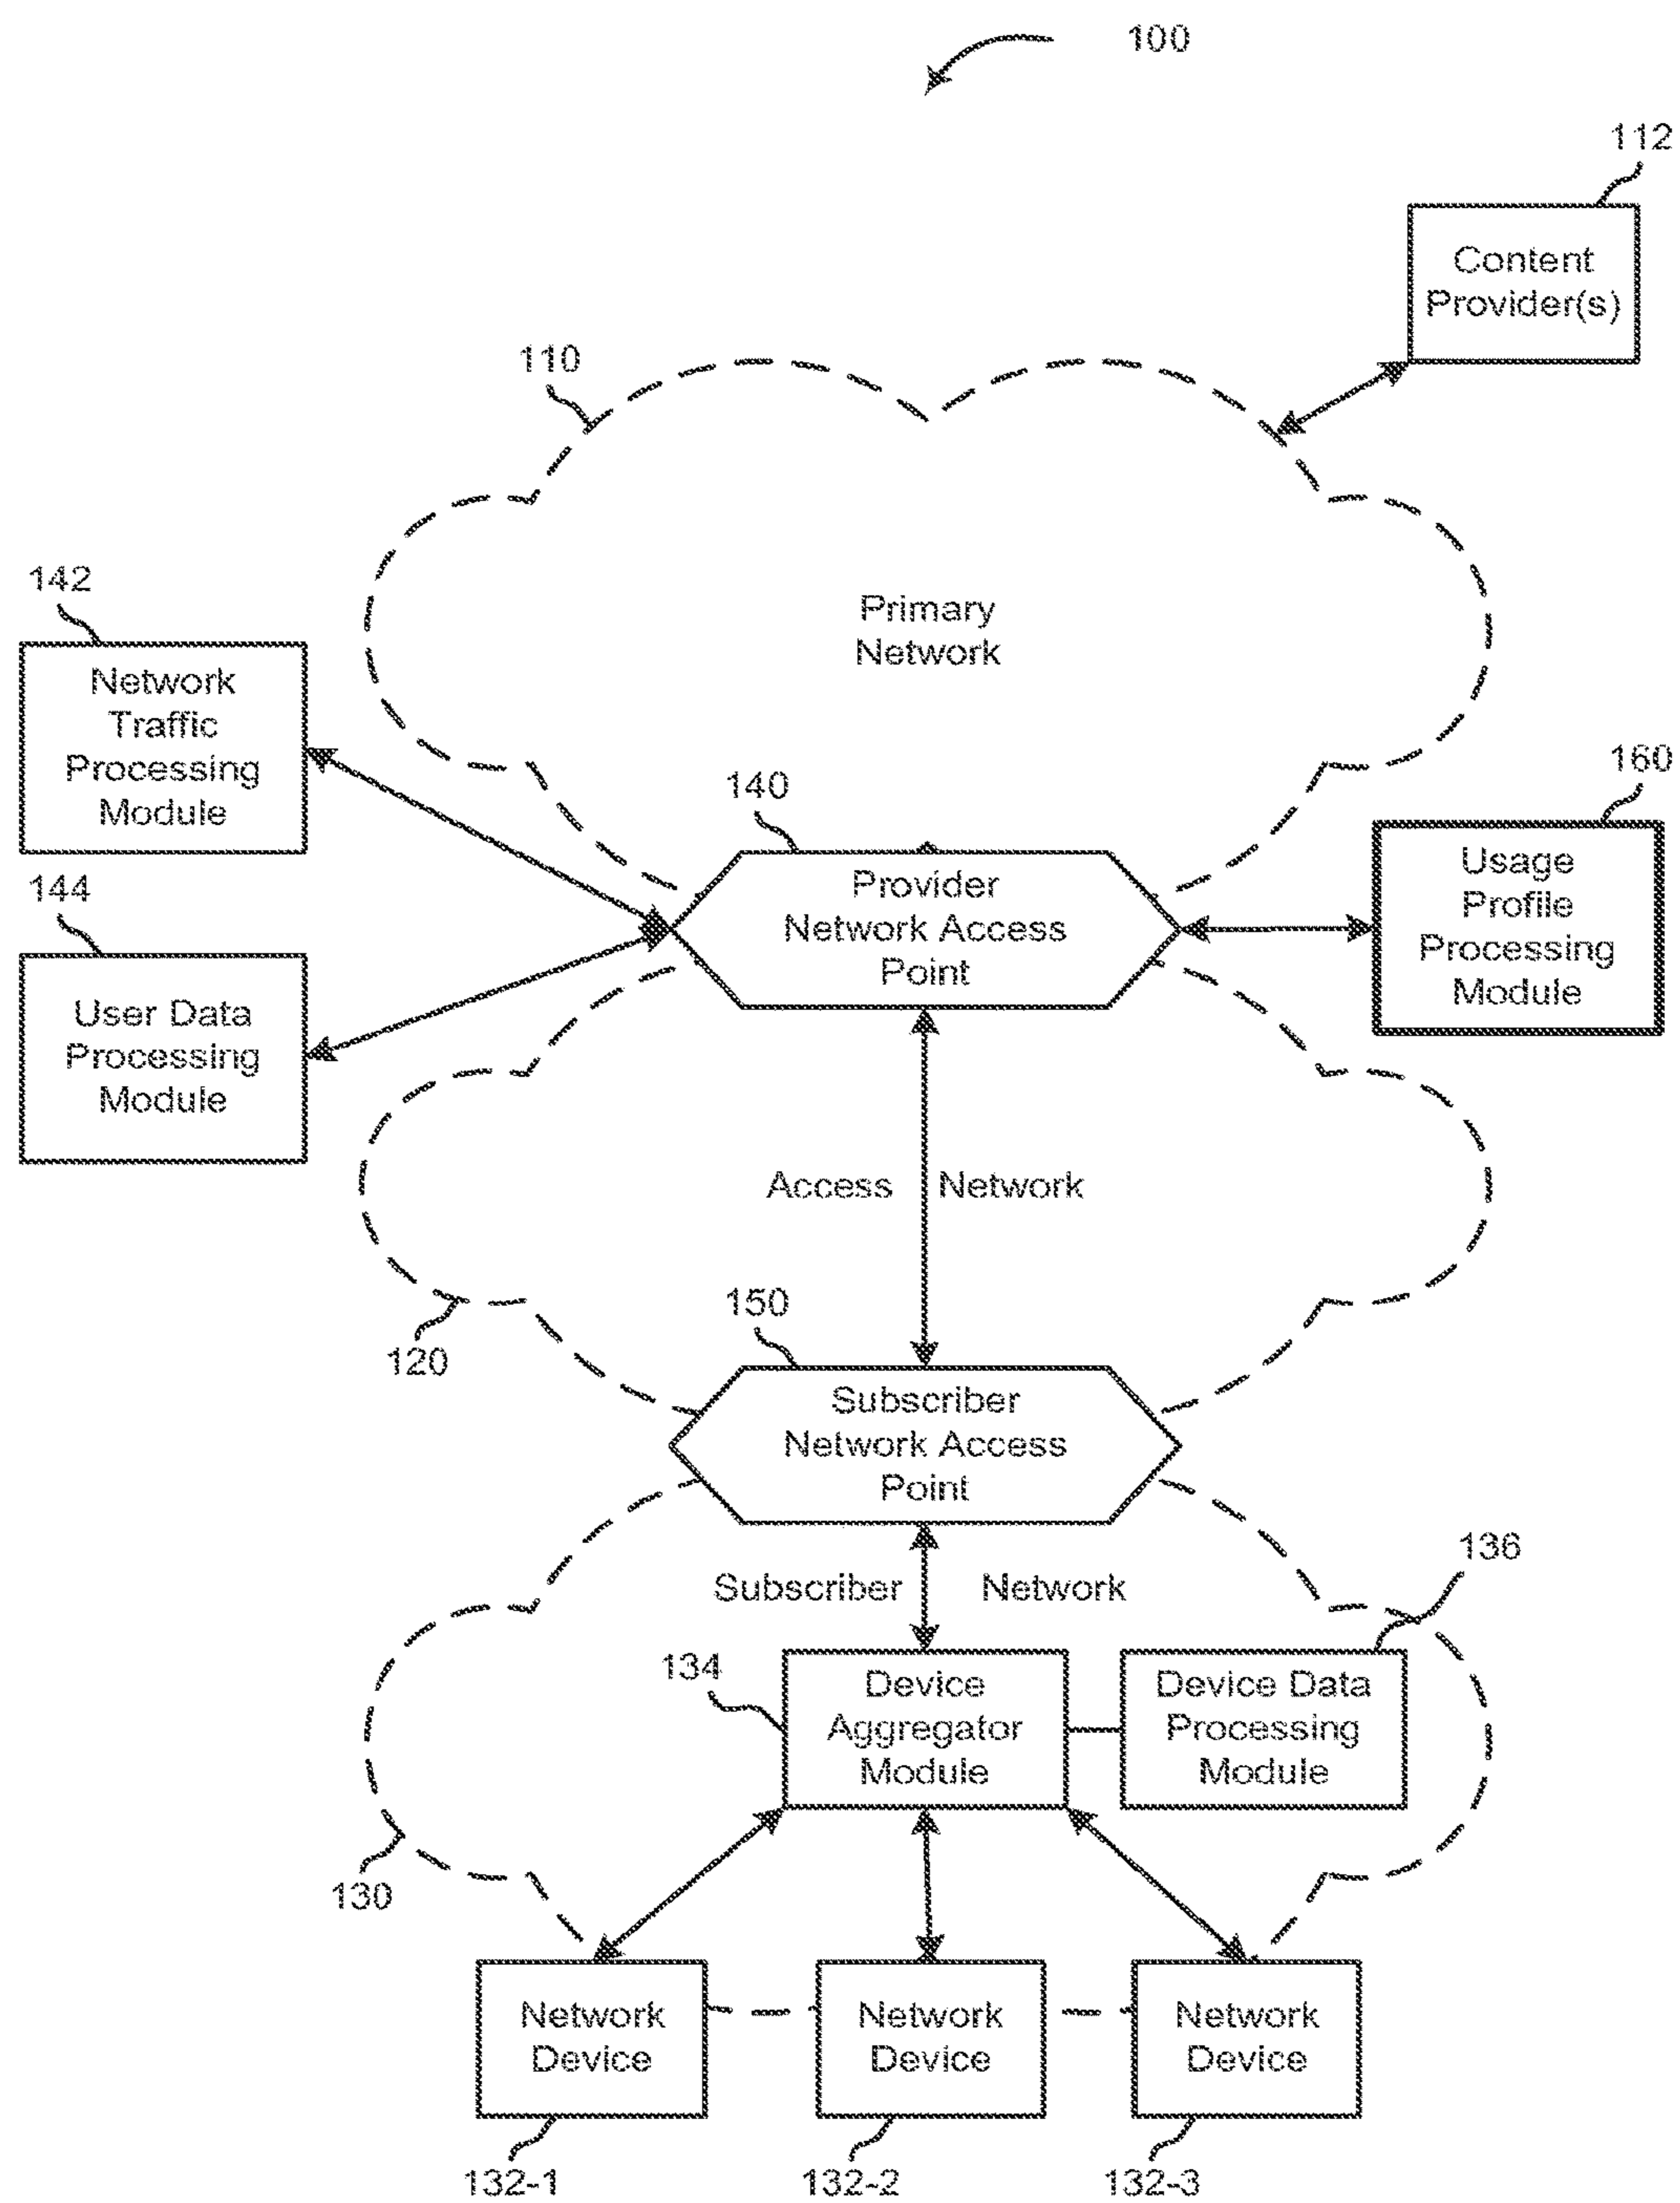 100
112
Content
Provider(s)
110
Primary
Network
142
Network
Traffic
Processing
Module
140
160
Provider
Network Access
Point
Usage
Profile
Processing
Module
144
User Data
Processing
Module
Access Network
120
150
Subscriber
Network Access
Point
Subscriber Network
136
134
Device
Aggregator
Module
Device Data
Processing
Module
130
Network
Device
Network
Device
Network
Device
132-1
132-2
132-3